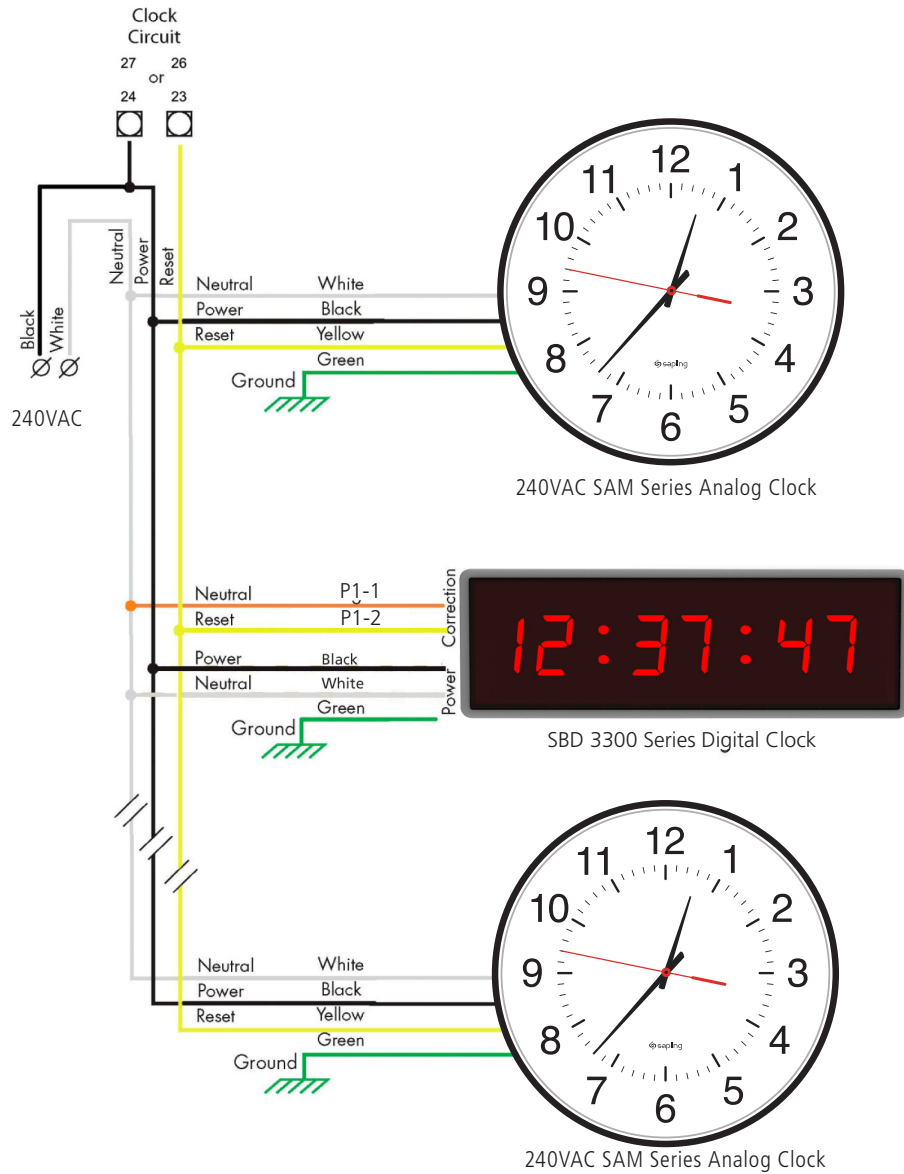 Clock
Circuit
27 26
or
24 23
Neutral
Power
Reset
Black
White
240VAC
Neutral White
Power Black
Reset Yellow
Green
Ground
12
1
2
3
4
5
6
7
8
9
10
11
sapling
240VAC SAM Series Analog Clock
Neutral P1-1
Reset P1-2
Power Black
Neutral White
Green
Ground
Correction
Power
12:37:47
SBD 3300 Series Digital Clock
Neutral White
Power Black
Reset Yellow
Green
Ground
12
1
2
3
4
5
6
7
8
9
10
11
sapling
240VAC SAM Series Analog Clock